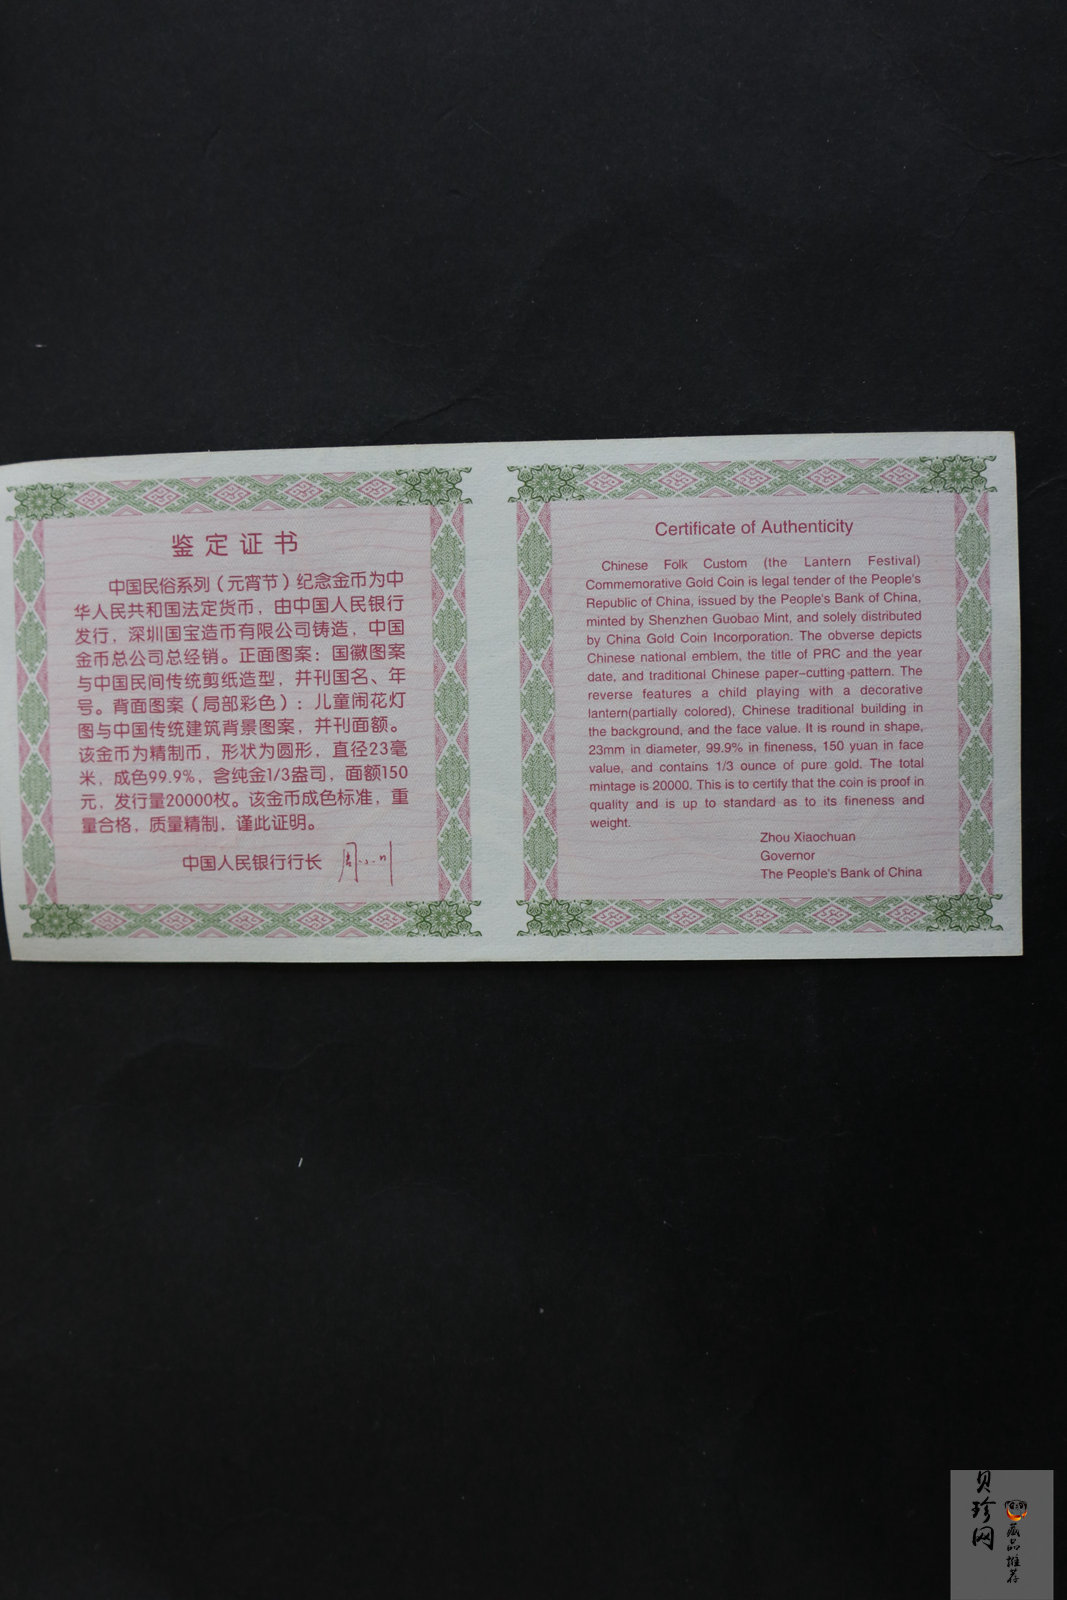 鉴定证书
中国民俗系列（元宵节）纪念金币为中
华人民共和国法定货币，由中国人民银行
发行，深圳国宝造币有限公司铸造，中国
金币总公司总经销。正面图案：国徽图案
与中国民间传统剪纸造型，并刊国名、年
号。背面图案（局部彩色）：儿童闹花灯
图与中国传统建筑背景图案，并刊面额。
该金币为精制币，形状为圆形，直径23毫
米，成色99.9%，含纯金1/3盎司，面额150
元，发行量20000枚。该金币成色标准，重
量合格，质量精制，谨此证明。
中国人民银行行长 周小川
Certificate of Authenticity
Chinese Folk Custom (the Lantern Festival)
Commemorative Gold Coin is legal tender of the People's
Republic of China, issued by the People's Bank of China,
minted by Shenzhen Guobao Mint, and solely distributed
by China Gold Coin Incorporation. The obverse depicts
Chinese national emblem, the title of PRC and the year
date, and traditional Chinese paper-cutting pattern. The
reverse features a child playing with a decorative
lantern(partially colored), Chinese traditional building in
the background, and the face value. It is round in shape,
23mm in diameter, 99.9% in fineness, 150 yuan in face
value, and contains 1/3 ounce of pure gold. The total
mintage is 20000. This is to certify that the coin is proof in
quality and is up to standard as to its fineness and
weight.
Zhou Xiaochuan
Governor
The People's Bank of China
贝珍网
藏品推荐